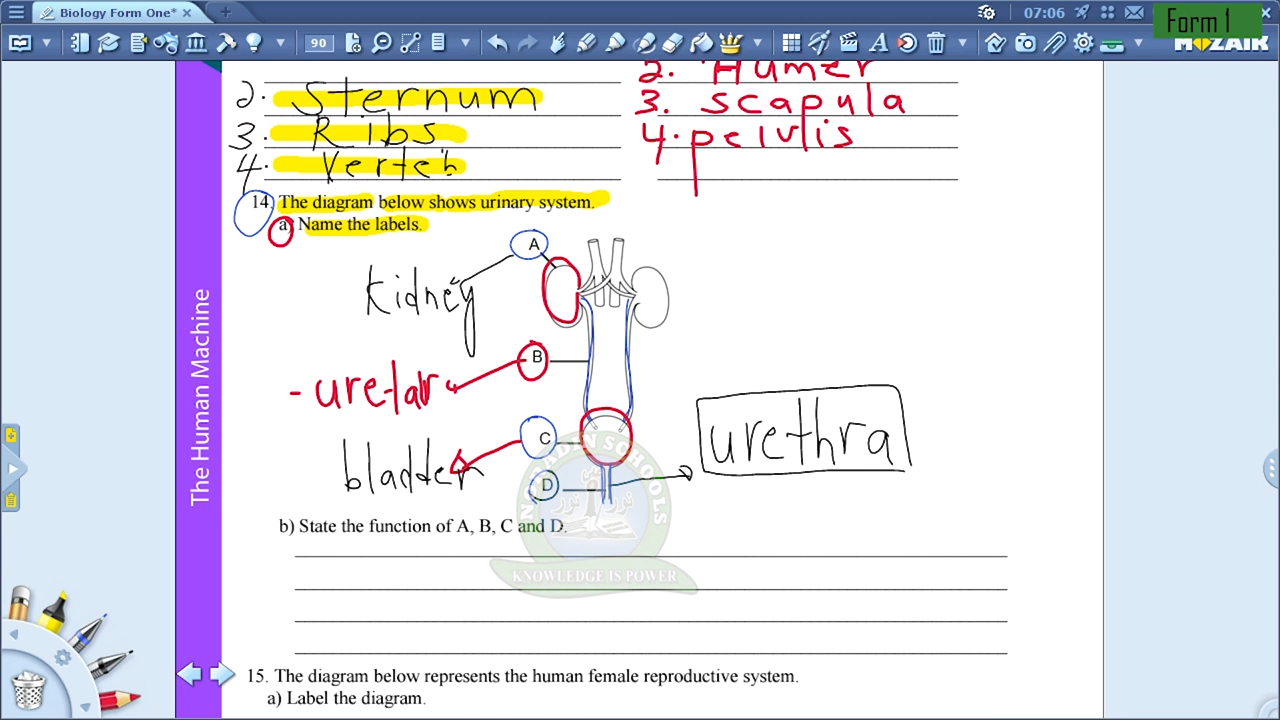 Biology Form One*
07:06
Form 1
90
MOZAIK
2. Sternum
3. Ribs
4. Verteb
2. Humer
3. scapula
4. pelvis
14. The diagram below shows urinary system.
a) Name the labels.
A
kidney
B
- uretar
C
bladder
D
urethra
The Human Machine
SCHOOLS
KNOWLEDGE IS POWER
b) State the function of A, B, C and D.
15. The diagram below represents the human female reproductive system.
a) Label the diagram.